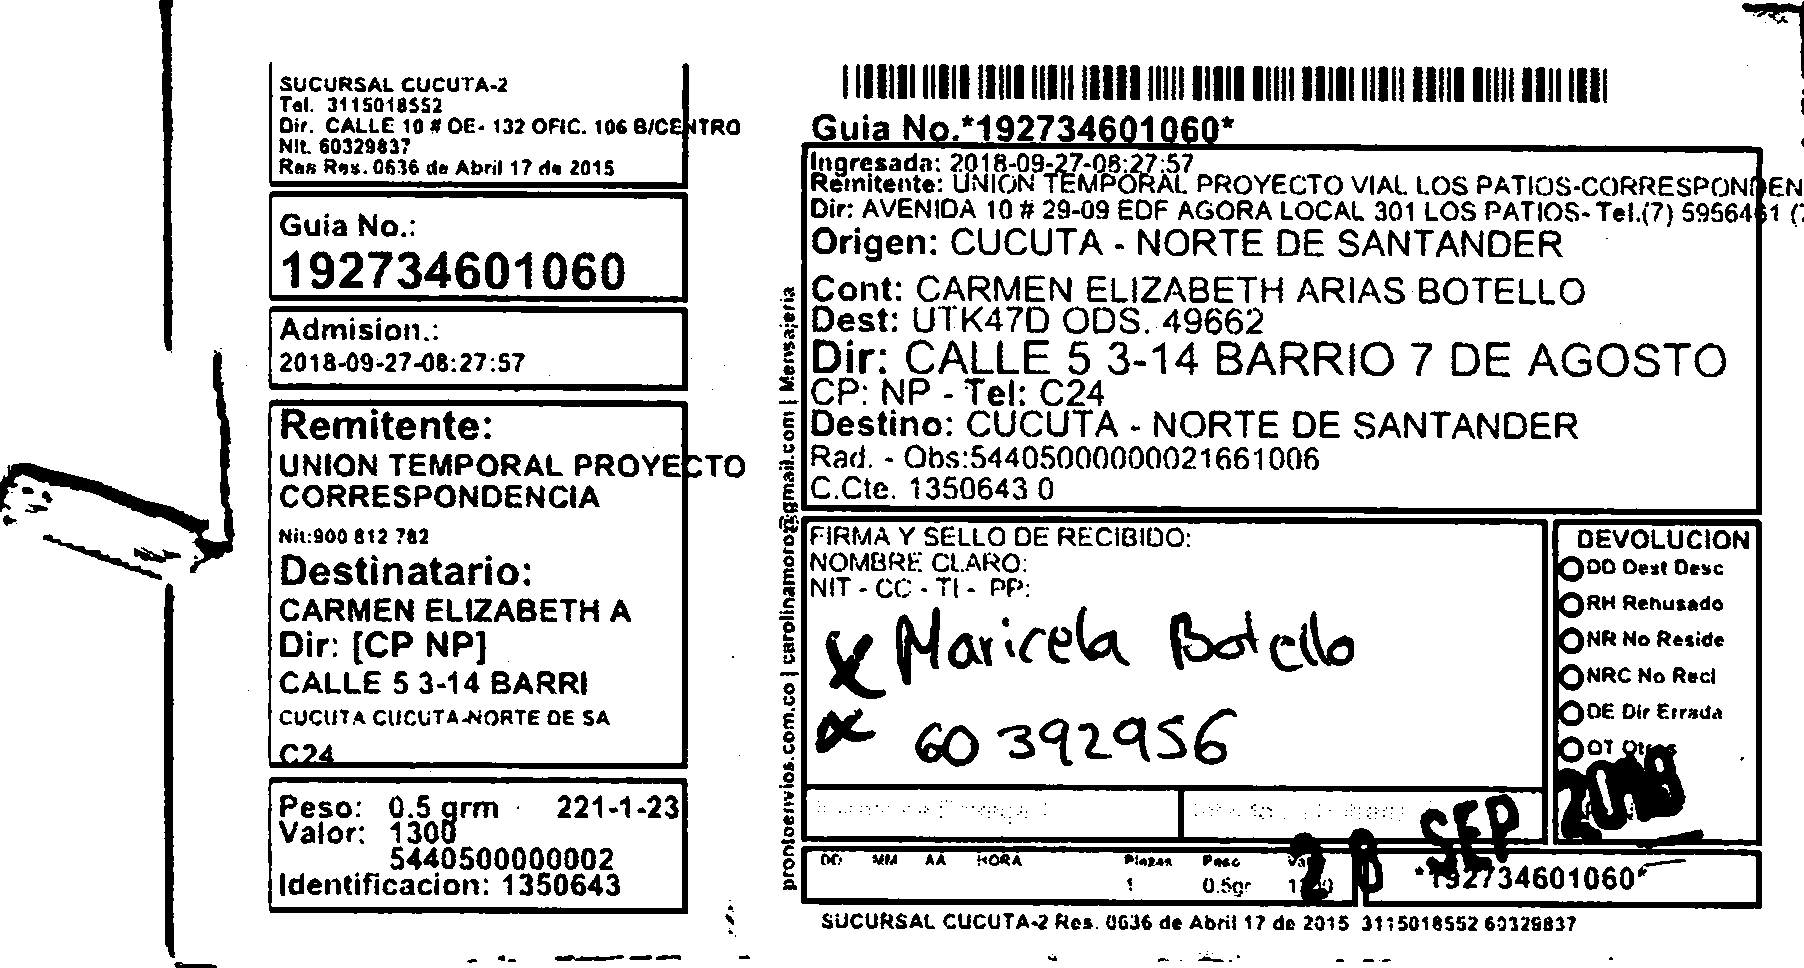 SUCURSAL CUCUTA-2
Tel. 3115018552
Dir. CALLE 10 # OE- 132 OFIC. 106 B/CENTRO
Nit. 60329837
Res Res. 0636 de Abril 17 de 2015
Guia No.:
192734601060
Admision.:
2018-09-27-08:27:57
Remitente:
UNION TEMPORAL PROYECTO
CORRESPONDENCIA
Nit:900 812 782
Destinatario:
CARMEN ELIZABETH A
Dir: [CP NP]
CALLE 5 3-14 BARRI
CUCUTA CUCUTA-NORTE DE SA
C24
Peso: 0.5 grm 221-1-23
Valor: 1300
5440500000002
Identificacion: 1350643
prontoenvios.com.co | carolinamoro@gmail.com | Mensajeria
Guia No.*192734601060*
Ingresada: 2018-09-27-08:27:57
Remitente: UNION TEMPORAL PROYECTO VIAL LOS PATIOS-CORRESPONDEN
Dir: AVENIDA 10 # 29-09 EDF AGORA LOCAL 301 LOS PATIOS- Tel.(7) 5956461 (7
Origen: CUCUTA - NORTE DE SANTANDER
Cont: CARMEN ELIZABETH ARIAS BOTELLO
Dest: UTK47D ODS. 49662
Dir: CALLE 5 3-14 BARRIO 7 DE AGOSTO
CP: NP - Tel: C24
Destino: CUCUTA - NORTE DE SANTANDER
Rad. - Obs:54405000000021661006
C.Cte. 1350643 0
FIRMA Y SELLO DE RECIBIDO:
NOMBRE CLARO:
NIT - CC - TI - PP:
x Maricela Botello
x 60392956
DEVOLUCION
DD Dest Desc
RH Rehusado
NR No Reside
NRC No Recl
DE Dir Errada
OT Otros
28 SEP 2018
DD MM AA HORA Piezas Peso Valor
1 0.5gr 1300
*192734601060*
SUCURSAL CUCUTA-2 Res. 0636 de Abril 17 de 2015 3115018552 60329837